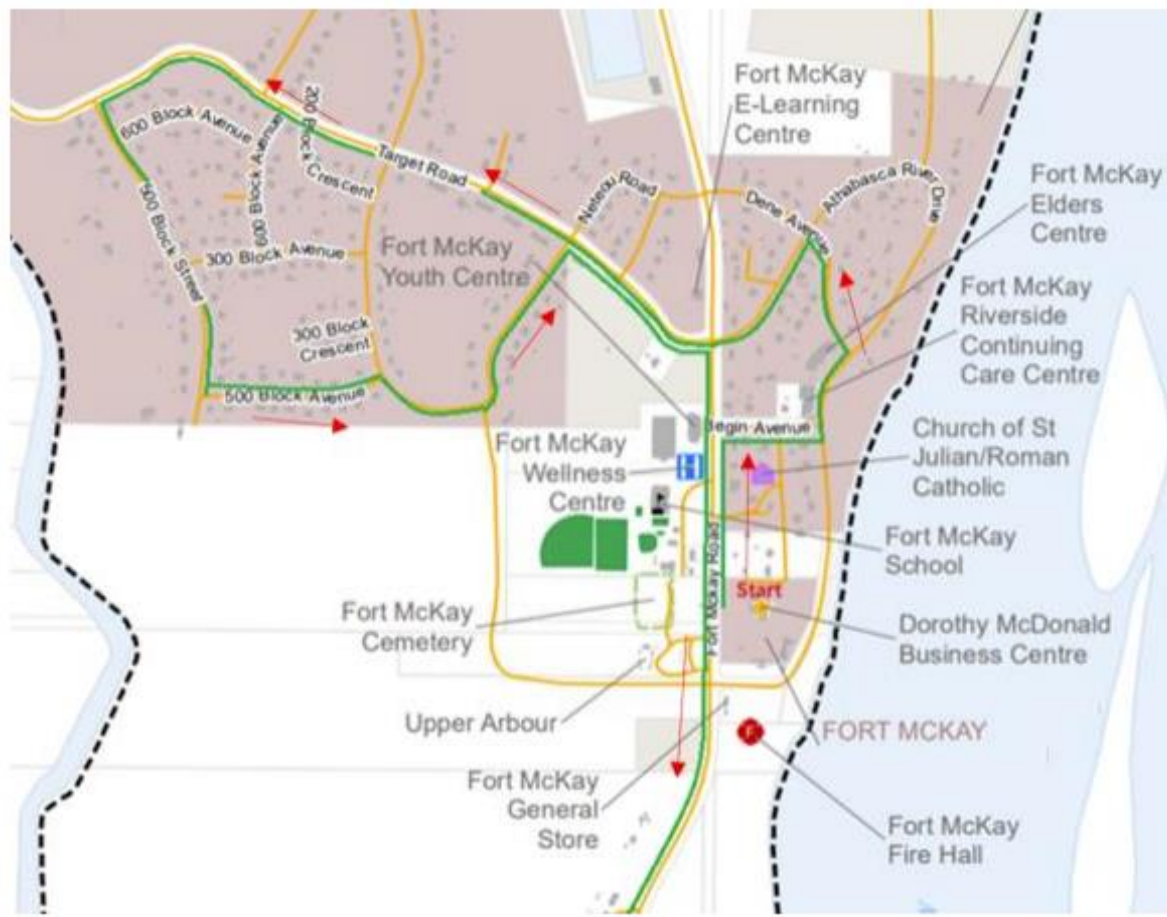 Fort McKay
E-Learning
Centre
600 Block Avenue
200 Block Crescent
600 Block Avenue
Target Road
Neteou Road
Dene Avenue
Athabasca River Drive
Fort McKay
Elders
Centre
500 Block Street
300 Block Avenue
Fort McKay
Youth Centre
Fort McKay
Riverside
Continuing
Care Centre
300 Block
Crescent
500 Block Avenue
Begin Avenue
Fort McKay
Wellness
Centre
Church of St
Julian/Roman
Catholic
Fort McKay Road
Fort McKay
School
Start
Fort McKay
Cemetery
Dorothy McDonald
Business Centre
Upper Arbour
F
FORT MCKAY
Fort McKay
General
Store
Fort McKay
Fire Hall